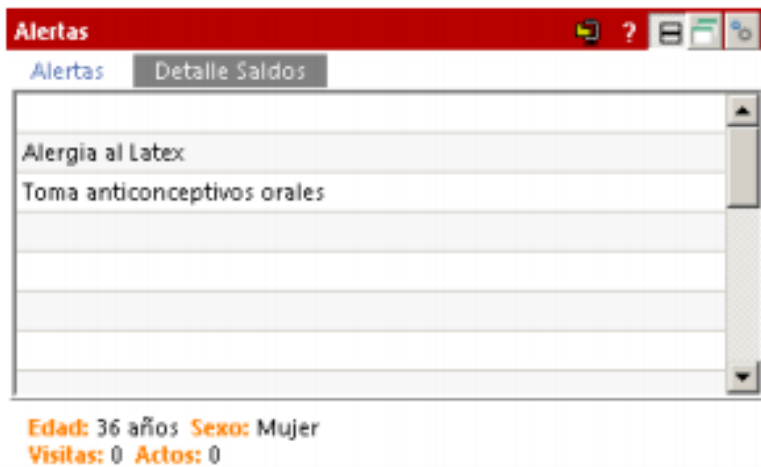 Alertas
?
Alertas Detalle Saldos
Alergia al Latex
Toma anticonceptivos orales
Edad: 36 años Sexo: Mujer
Visitas: 0 Actos: 0